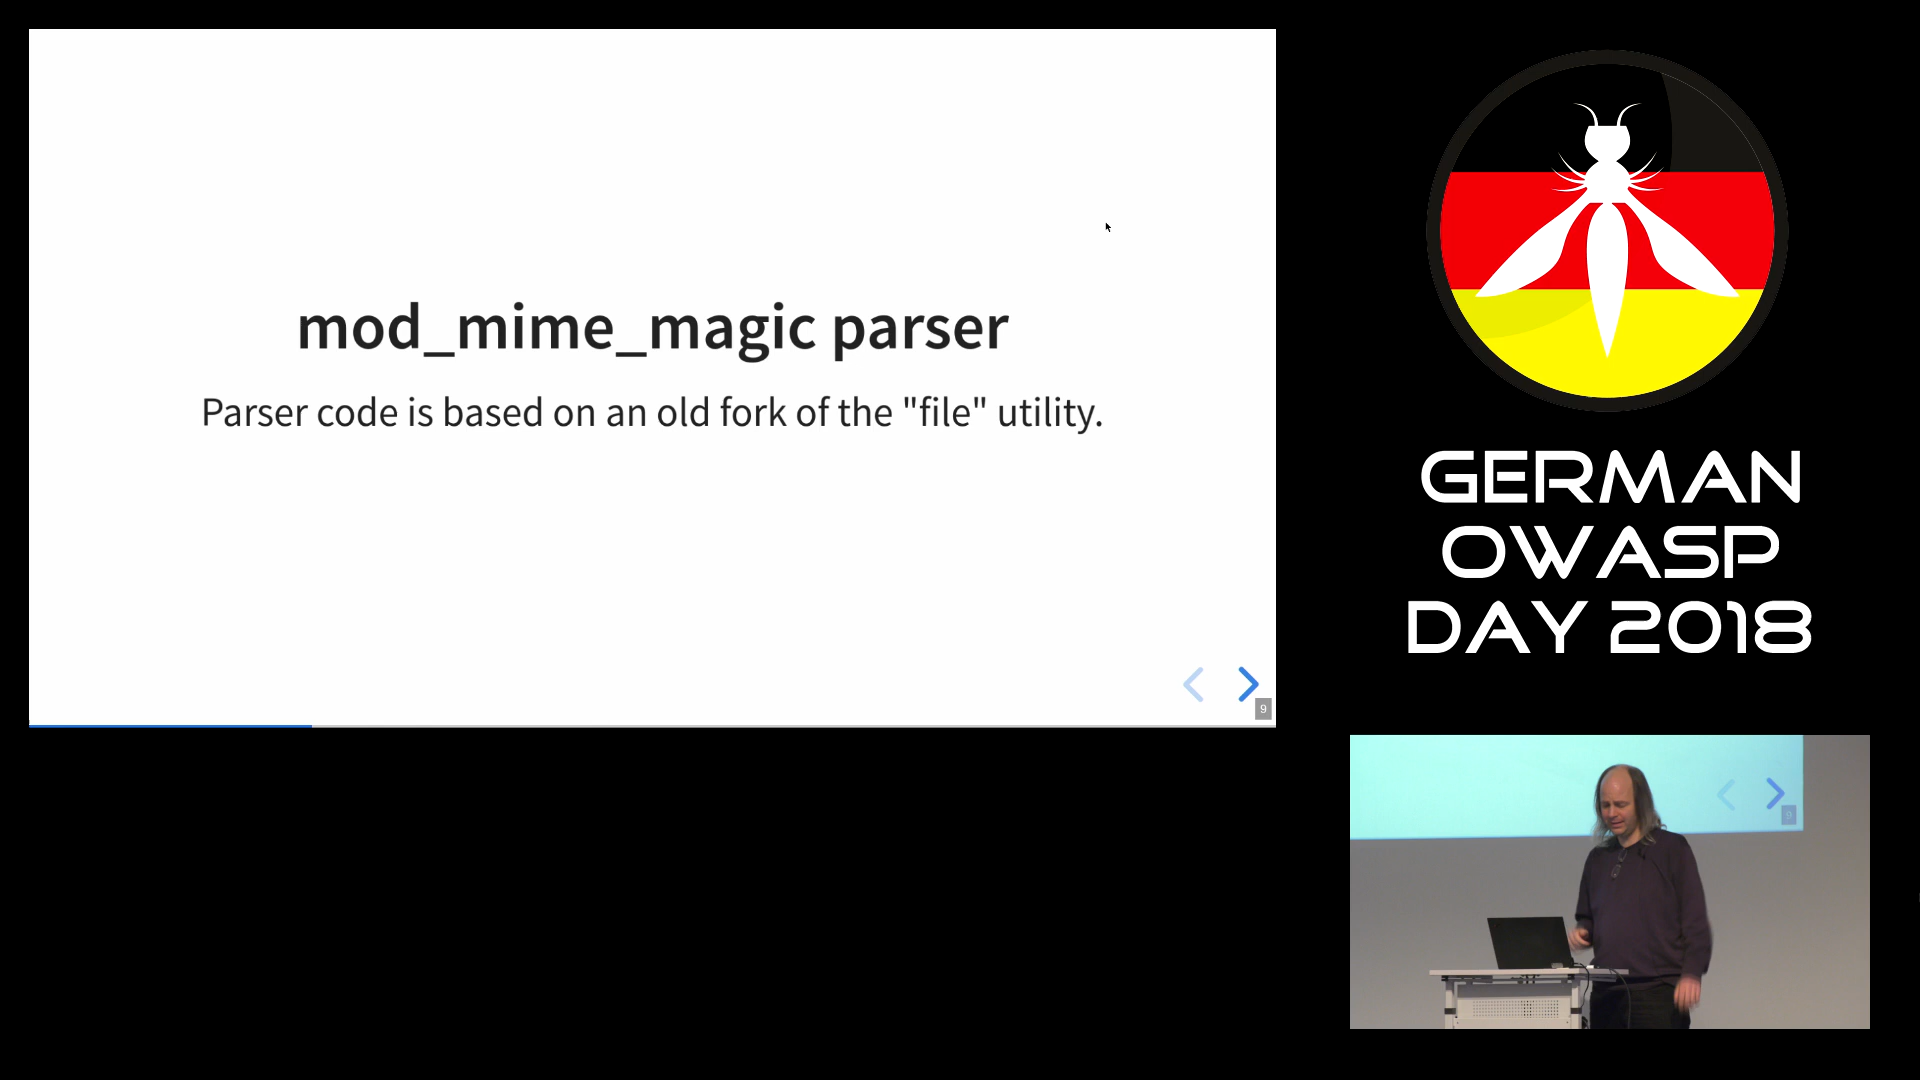 mod_mime_magic parser
Parser code is based on an old fork of the "file" utility.
9
GERMAN
OWASP
DAY 2018
9